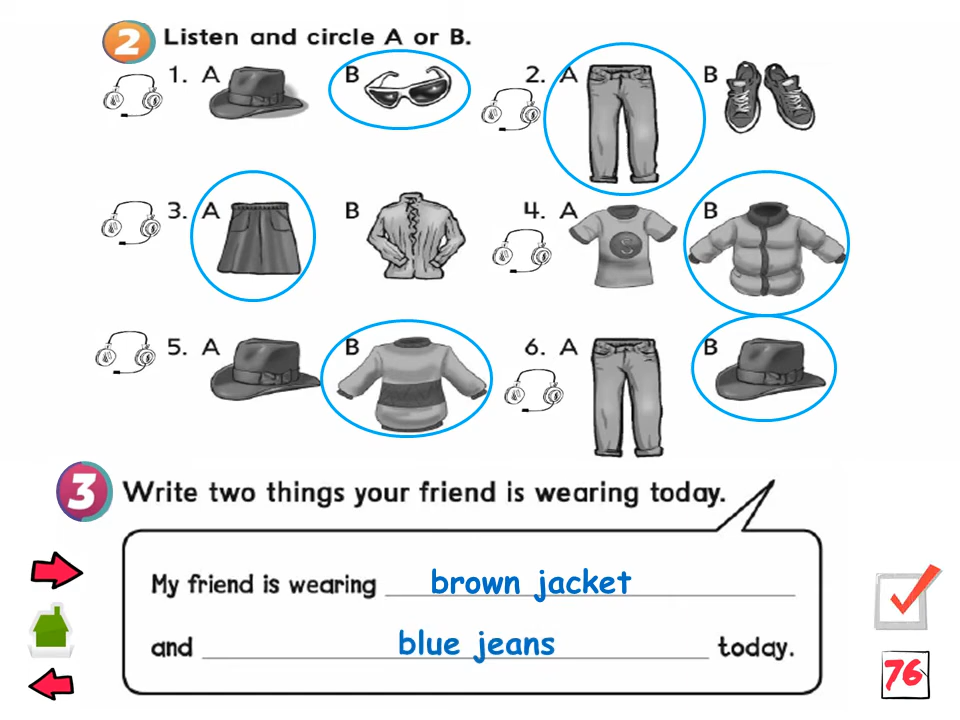 2 Listen and circle A or B.
1. A B 2. A B
3. A B 4. A B
5. A B 6. A B
3 Write two things your friend is wearing today.
My friend is wearing brown jacket
and blue jeans today.
76